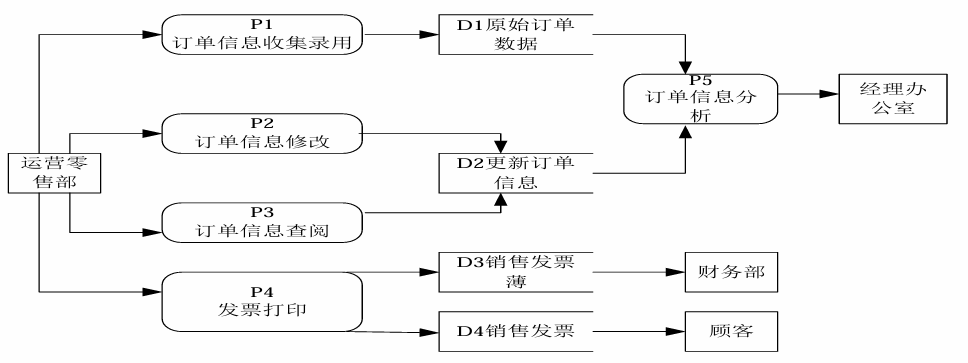 P1
订单信息收集录用
D1原始订单
数据
P5
订单信息分
析
经理办
公室
P2
订单信息修改
运营零
售部
D2更新订单
信息
P3
订单信息查阅
P4
发票打印
D3销售发票
薄
财务部
D4销售发票
顾客